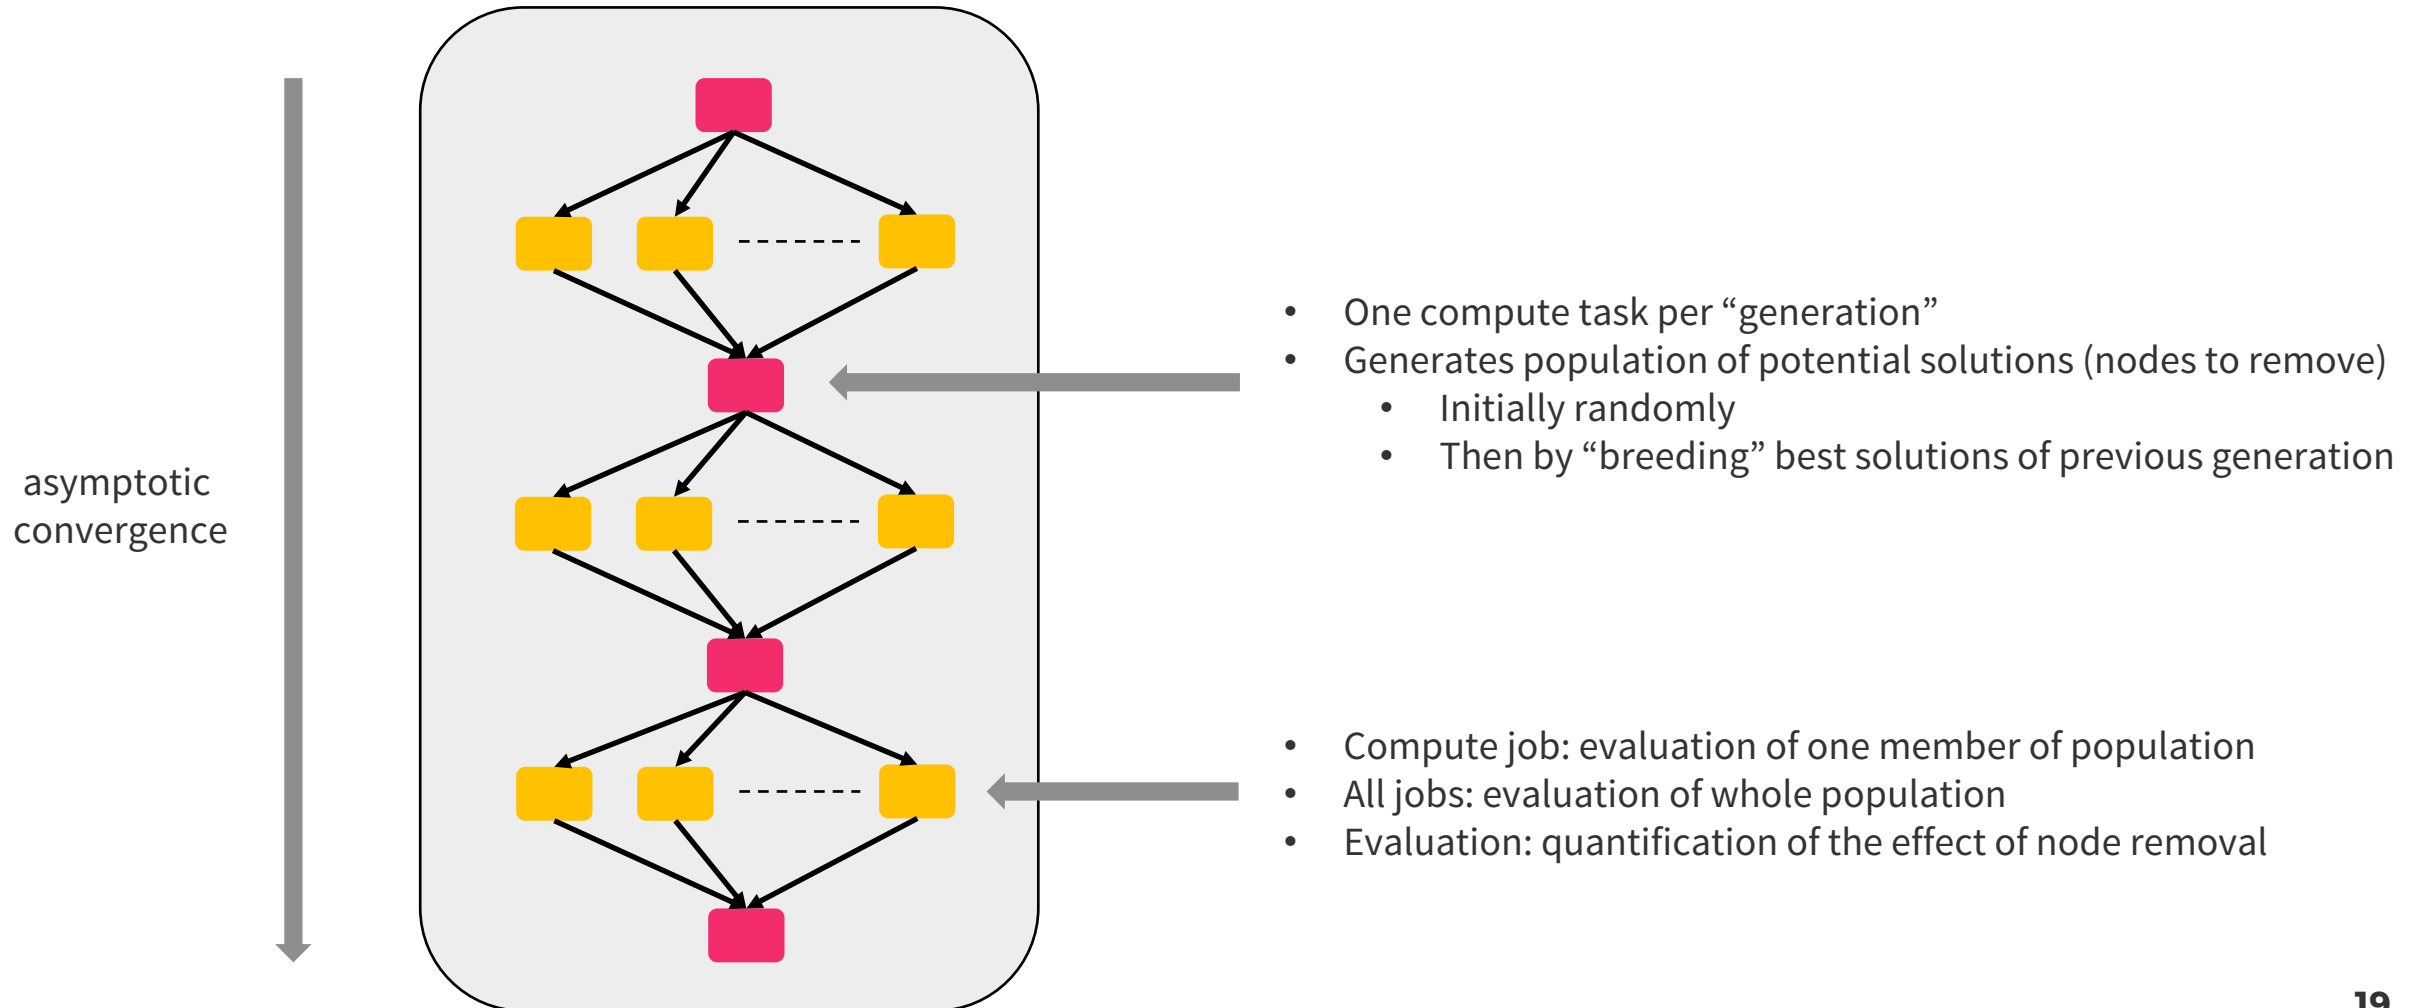 asymptotic
convergence
• One compute task per “generation”
• Generates population of potential solutions (nodes to remove)
• Initially randomly
• Then by “breeding” best solutions of previous generation
• Compute job: evaluation of one member of population
• All jobs: evaluation of whole population
• Evaluation: quantification of the effect of node removal
19